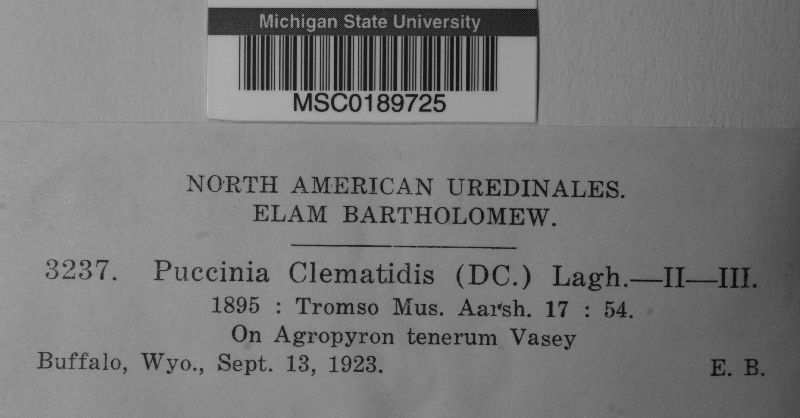 Michigan State University
MSC0189725
NORTH AMERICAN UREDINALES.
ELAM BARTHOLOMEW.
3237. Puccinia Clematidis (DC.) Lagh.—II—III.
1895 : Tromso Mus. Aarsh. 17 : 54.
On Agropyron tenerum Vasey
Buffalo, Wyo., Sept. 13, 1923. E. B.